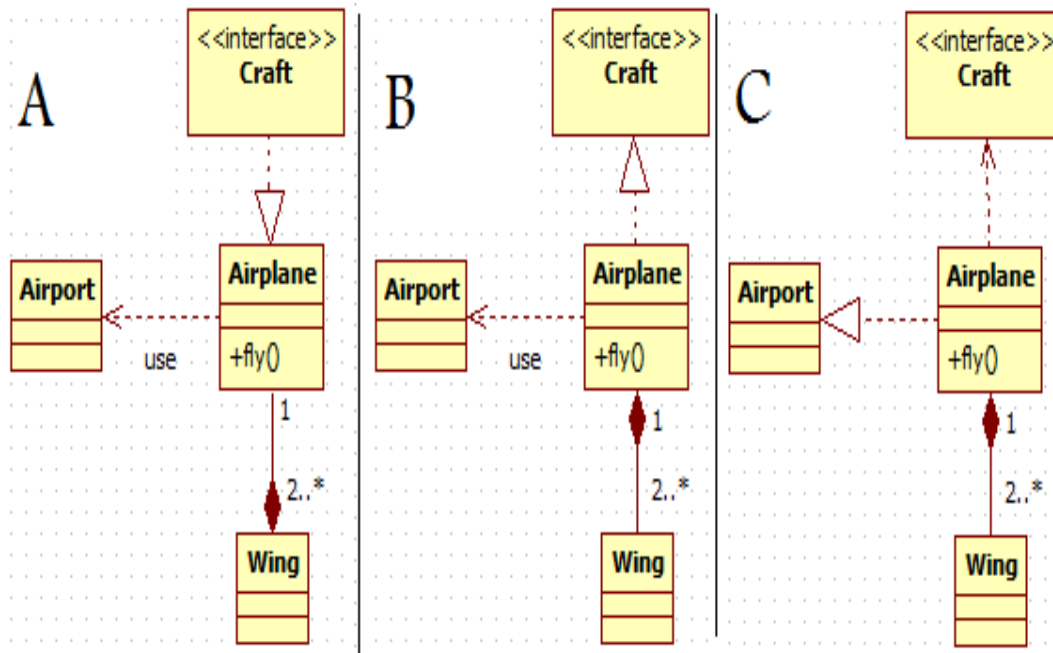 A
<<interface>>
Craft
Airport
Airplane
+fly()
use
1
2..*
Wing
B
<<interface>>
Craft
Airport
Airplane
+fly()
use
1
2..*
Wing
C
<<interface>>
Craft
Airport
Airplane
+fly()
1
2..*
Wing